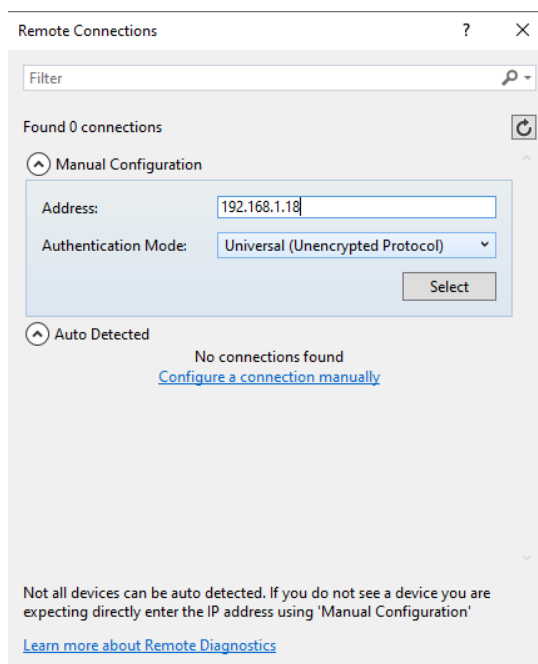 Remote Connections
Filter
Found 0 connections
Manual Configuration
Address: 192.168.1.18
Authentication Mode: Universal (Unencrypted Protocol)
Select
Auto Detected
No connections found
Configure a connection manually
Not all devices can be auto detected. If you do not see a device you are
expecting directly enter the IP address using 'Manual Configuration'
Learn more about Remote Diagnostics